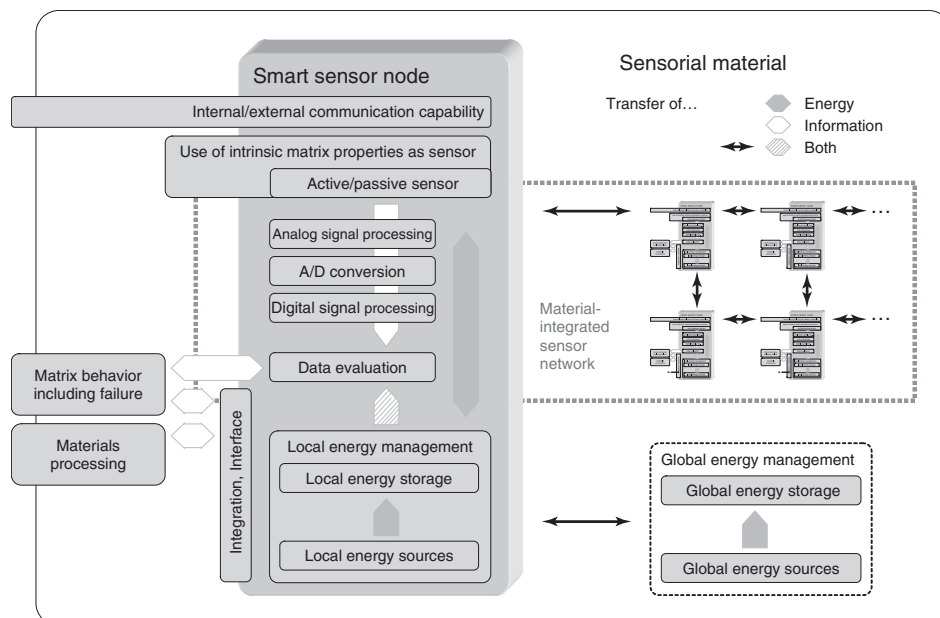 Smart sensor node
Sensorial material
Internal/external communication capability
Transfer of…
Energy
Information
Both
Use of intrinsic matrix properties as sensor
Active/passive sensor
Analog signal processing
A/D conversion
Digital signal processing
Data evaluation
Material-
integrated
sensor
network
…
…
Matrix behavior
including failure
Materials
processing
Integration, Interface
Local energy management
Local energy storage
Local energy sources
Global energy management
Global energy storage
Global energy sources